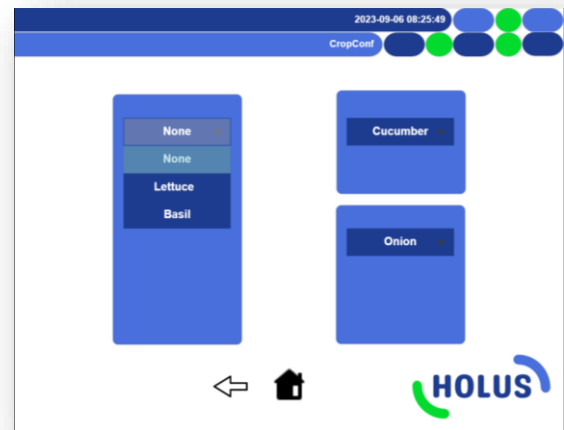 2023-09-06 08:25:49
CropConf
None
None
Lettuce
Basil
Cucumber
Onion
HOLUS